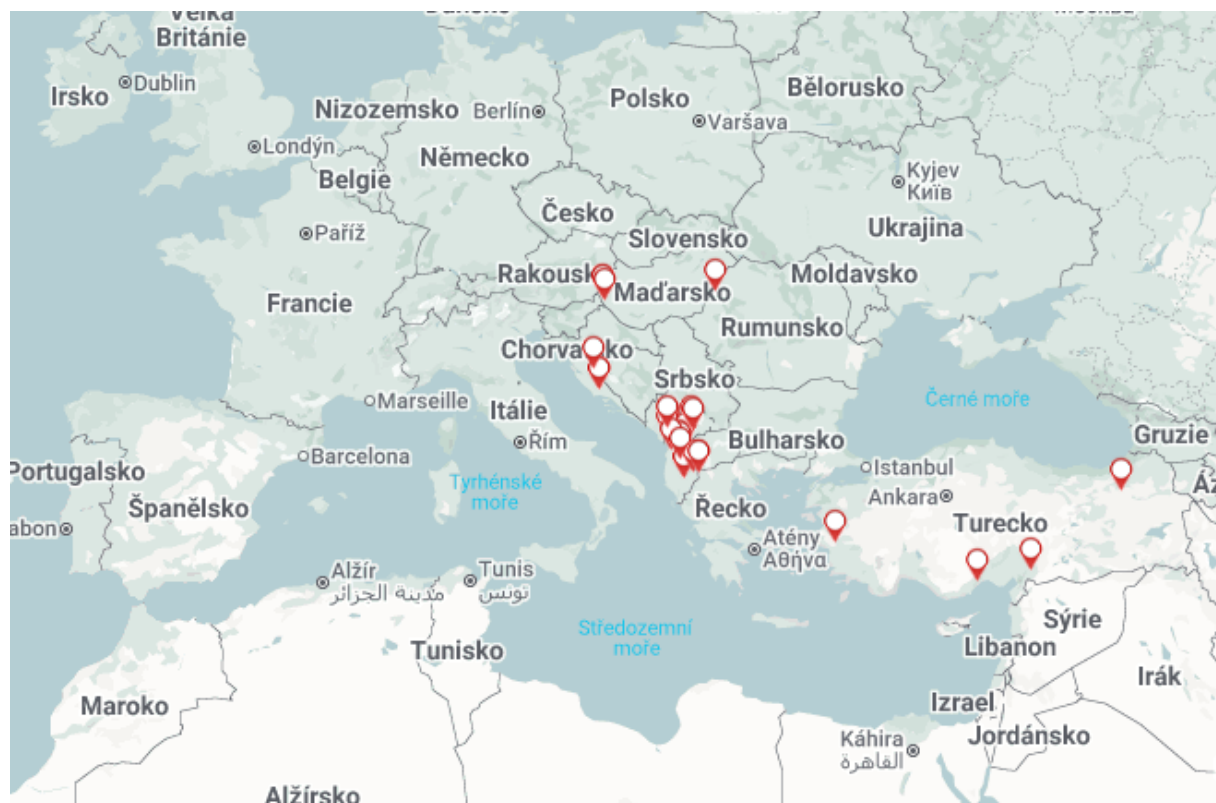 Velká
Británie
Irsko
Dublin
Nizozemsko
Berlín
Polsko
Varšava
Bělorusko
Londýn
Belgie
Německo
Kyjev
Київ
Ukrajina
Paříž
Česko
Slovensko
Rakousko
Maďarsko
Moldavsko
Francie
Rumunsko
Chorvatsko
Srbsko
Marseille
Itálie
Řím
Černé moře
Bulharsko
Gruzie
Barcelona
Portugalsko
Španělsko
Tyrhénské
moře
Istanbul
Ankara
Řecko
Turecko
Atény
Αθήνα
Alžír
مدينة الجزائر
Tunis
تونس
Středozemní
moře
Sýrie
Libanon
Tunisko
Irák
Maroko
Izrael
Jordánsko
Káhira
القاهرة
Alžírsko